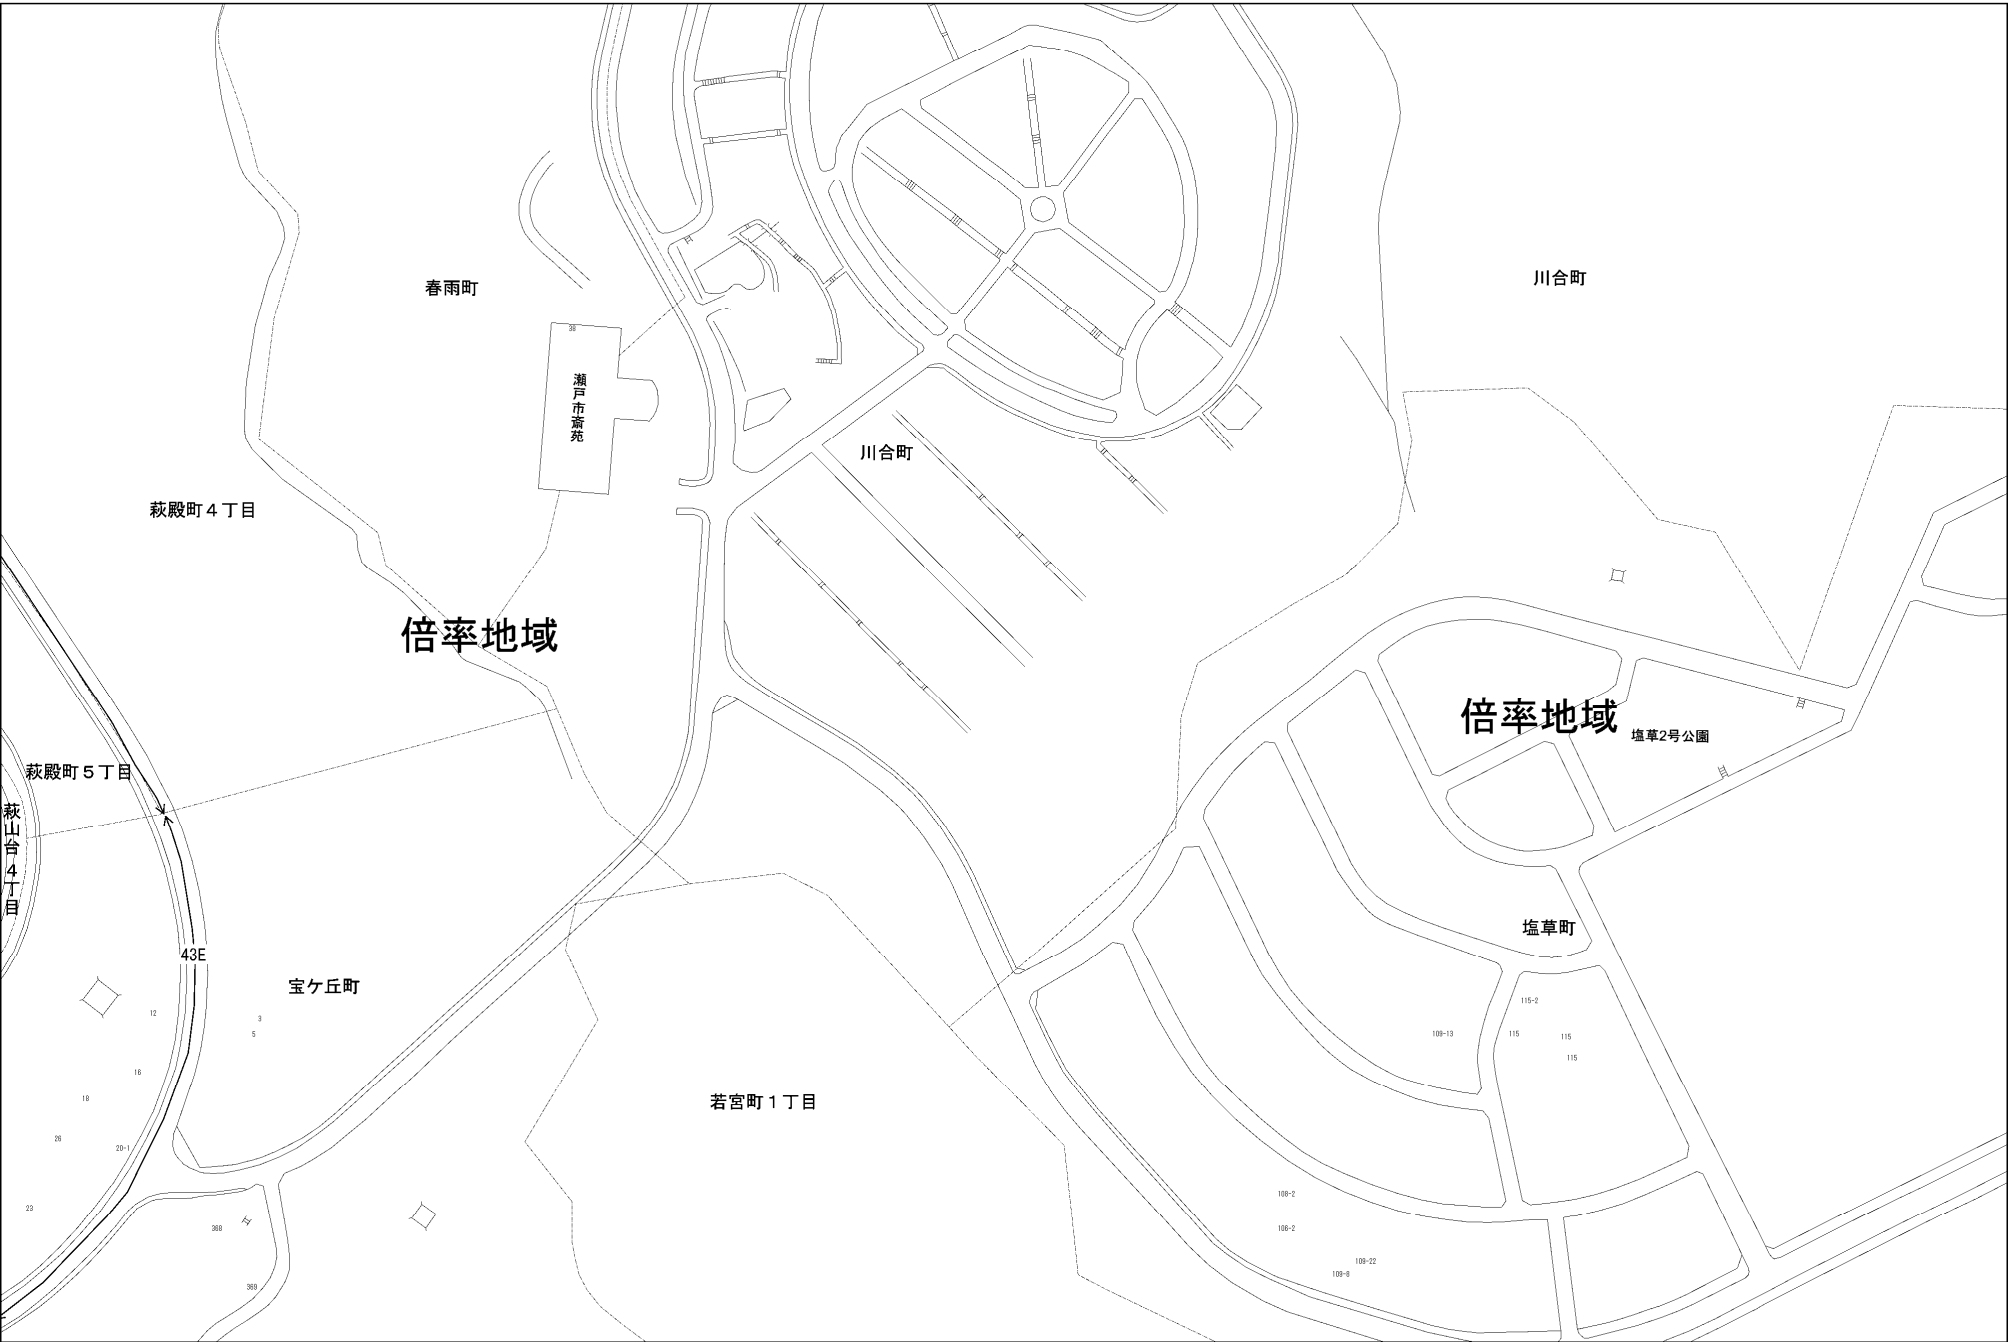 川合町
春雨町
38
瀬戸市斎苑
川合町
萩殿町4丁目
倍率地域
倍率地域
塩草2号公園
萩殿町5丁目
萩山台4丁目
塩草町
43E
宝ケ丘町
115-2
12
3
5
109-13
115
115
115
16
18
若宮町1丁目
26
20-1
108-2
23
368
106-2
109-22
109-8
369